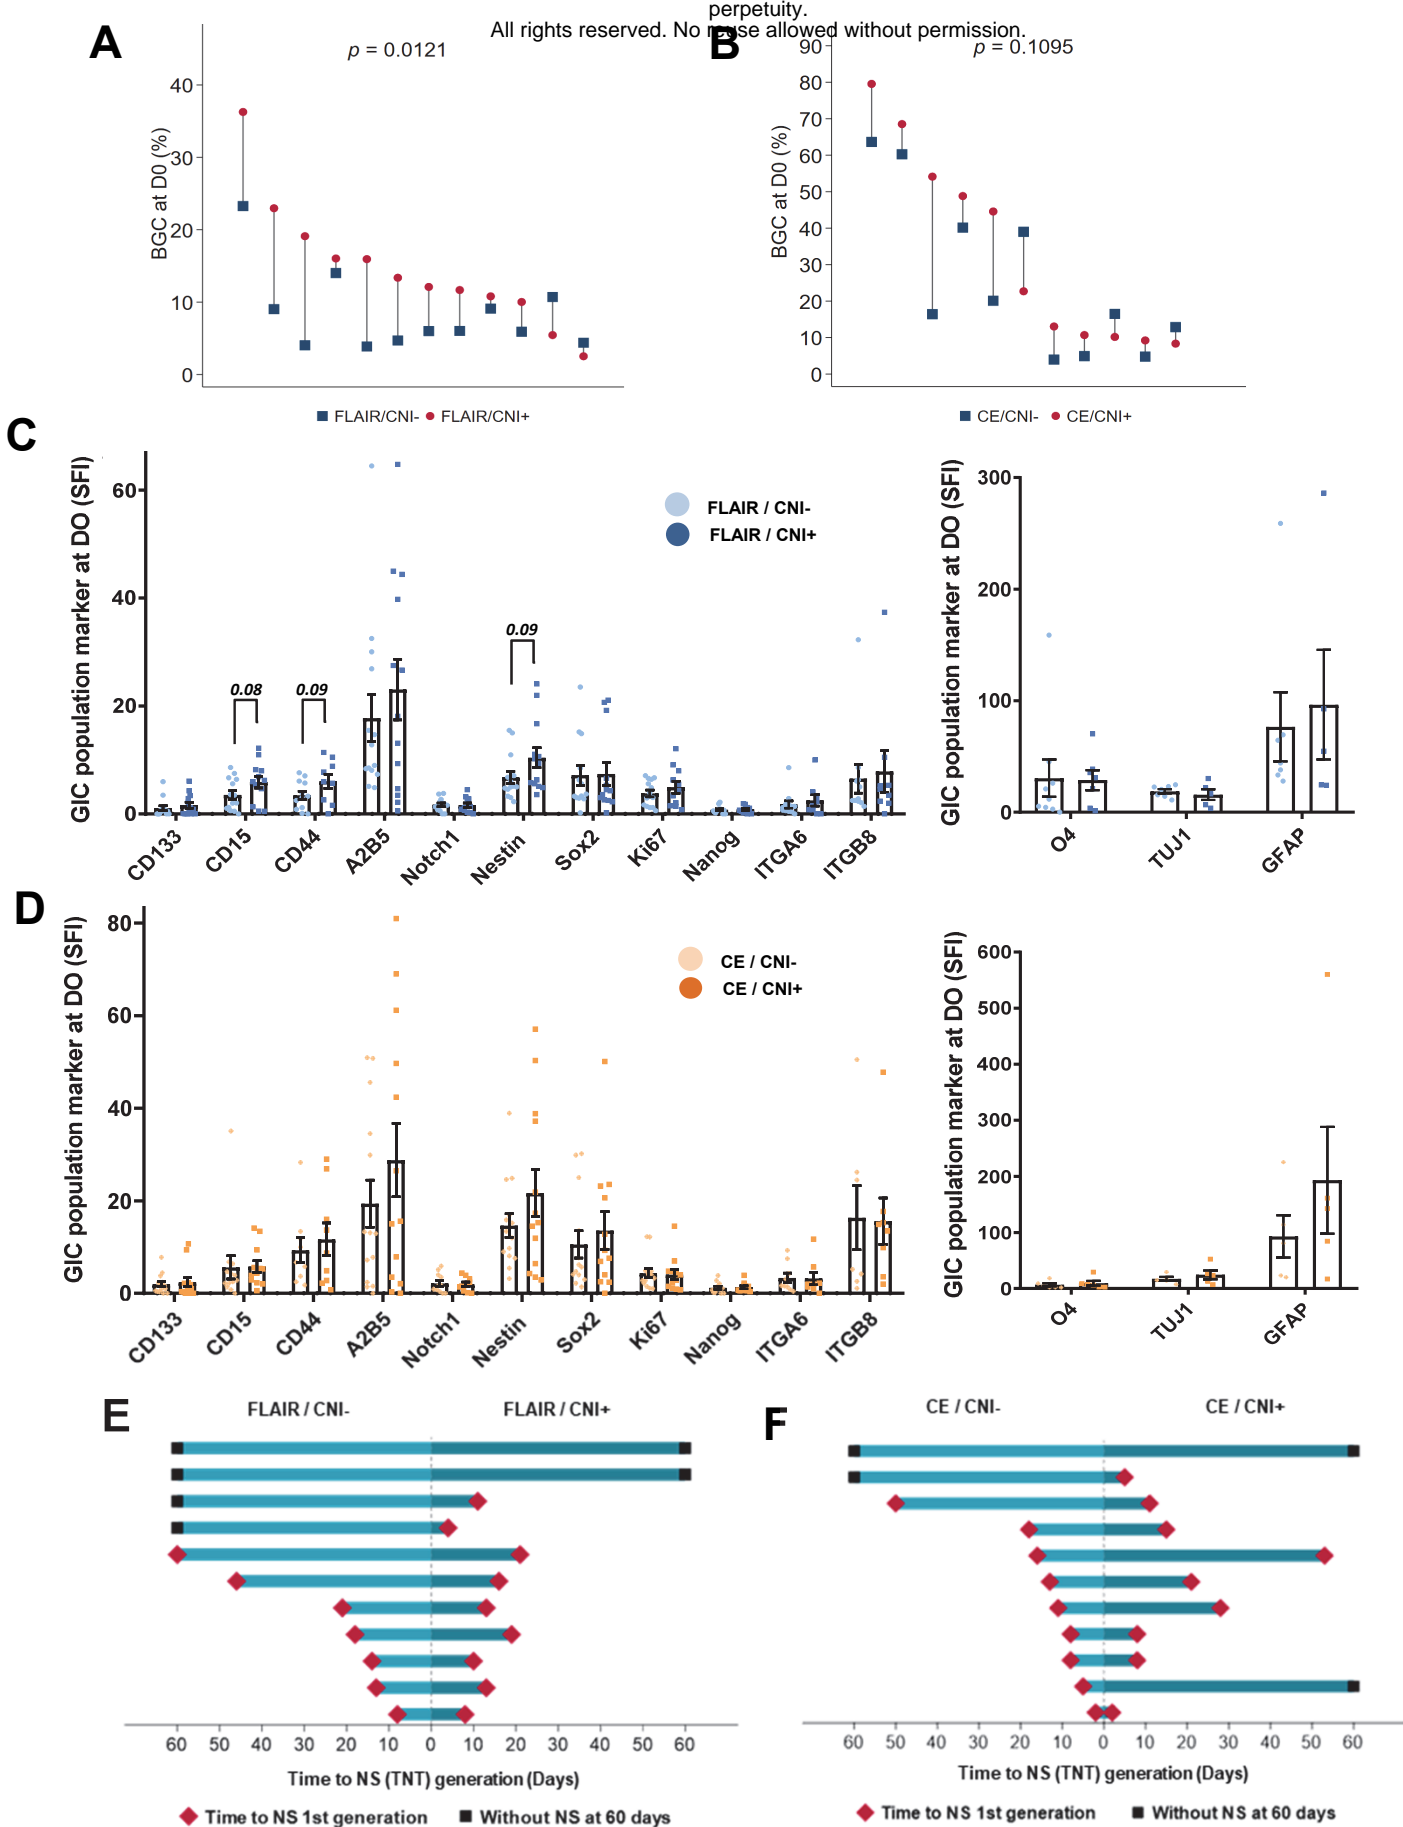 perpetuity.
All rights reserved. No reuse allowed without permission.
A
B
p = 0.0121
p = 0.1095
BGC at D0 (%)
40
30
20
10
0
BGC at D0 (%)
90
80
70
60
50
40
30
20
10
0
FLAIR/CNI- FLAIR/CNI+
CE/CNI- CE/CNI+
C
GIC population marker at DO (SFI)
60
40
20
0
FLAIR / CNI-
FLAIR / CNI+
0.08
0.09
0.09
CD133 CD15 CD44 A2B5 Notch1 Nestin Sox2 Ki67 Nanog ITGA6 ITGB8
GIC population marker at DO (SFI)
300
200
100
0
O4 TUJ1 GFAP
D
GIC population marker at DO (SFI)
80
60
40
20
0
CE / CNI-
CE / CNI+
CD133 CD15 CD44 A2B5 Notch1 Nestin Sox2 Ki67 Nanog ITGA6 ITGB8
GIC population marker at DO (SFI)
600
500
400
300
200
100
0
O4 TUJ1 GFAP
E
FLAIR / CNI- FLAIR / CNI+
60 50 40 30 20 10 0 10 20 30 40 50 60
Time to NS (TNT) generation (Days)
Time to NS 1st generation Without NS at 60 days
F
CE / CNI- CE / CNI+
60 50 40 30 20 10 0 10 20 30 40 50 60
Time to NS (TNT) generation (Days)
Time to NS 1st generation Without NS at 60 days